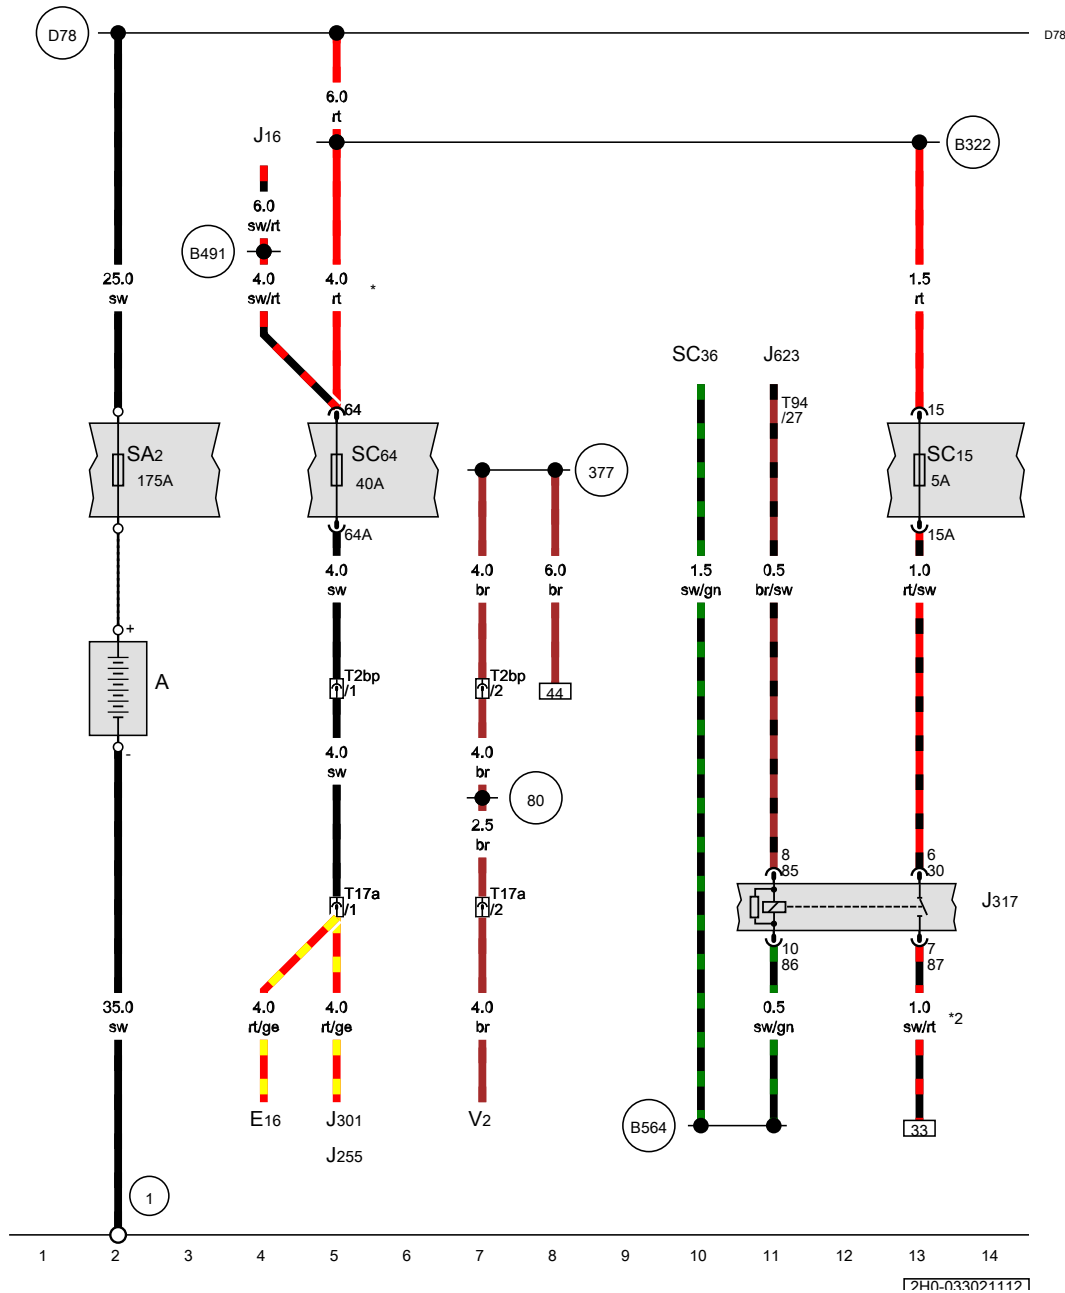 D78
D78
6.0
rt
J16
B322
6.0
sw/rt
B491
25.0
sw
4.0
sw/rt
4.0
rt
*
1.5
rt
SC36
J623
T94
/27
64
15
SA2
175A
SC64
40A
377
SC15
5A
64A
15A
4.0
sw
4.0
br
6.0
br
1.5
sw/gn
0.5
br/sw
1.0
rt/sw
+
A
T2bp
/1
T2bp
/2
44
-
4.0
sw
4.0
br
80
2.5
br
8
85
6
30
T17a
/1
T17a
/2
J317
10
86
7
87
35.0
sw
4.0
rt/ge
4.0
rt/ge
4.0
br
0.5
sw/gn
1.0
sw/rt
*2
E16
J301
V2
B564
33
J255
1
1 2 3 4 5 6 7 8 9 10 11 12 13 14
2H0-033021112